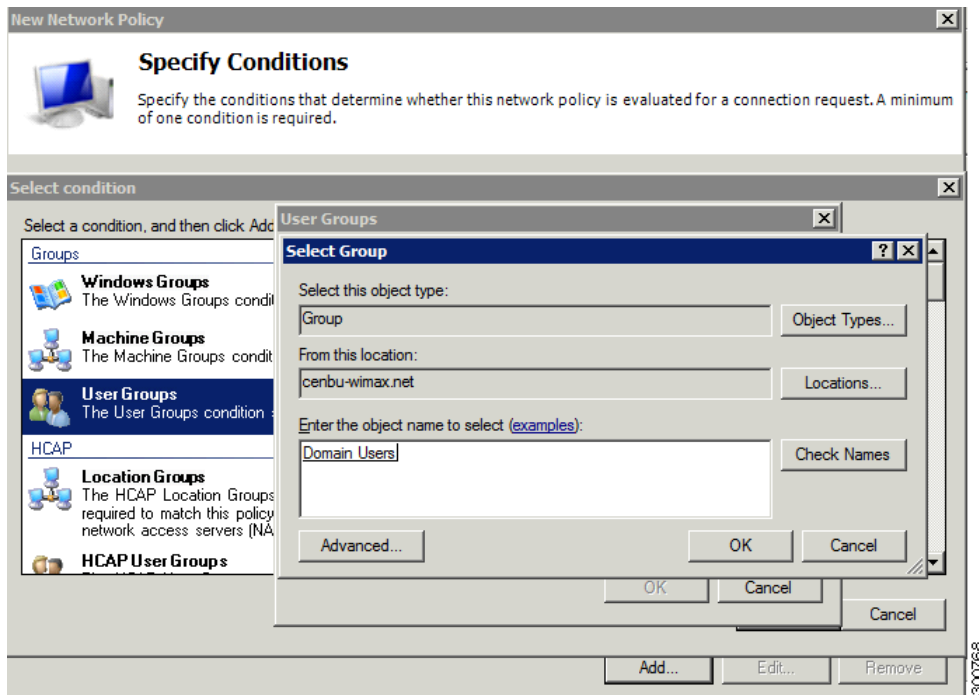 New Network Policy
Specify Conditions
Specify the conditions that determine whether this network policy is evaluated for a connection request. A minimum
of one condition is required.
Select condition
Select a condition, and then click Add
Groups
Windows Groups
The Windows Groups condi
Machine Groups
The Machine Groups condit
User Groups
The User Groups condition
HCAP
Location Groups
The HCAP Location Groups
required to match this policy
network access servers (NA
HCAP User Groups
User Groups
Select Group
Select this object type:
Group
Object Types...
From this location:
cenbu-wimax.net
Locations...
Enter the object name to select (examples):
Domain Users
Check Names
Advanced...
OK
Cancel
OK
Cancel
Cancel
Add...
Edit...
Remove